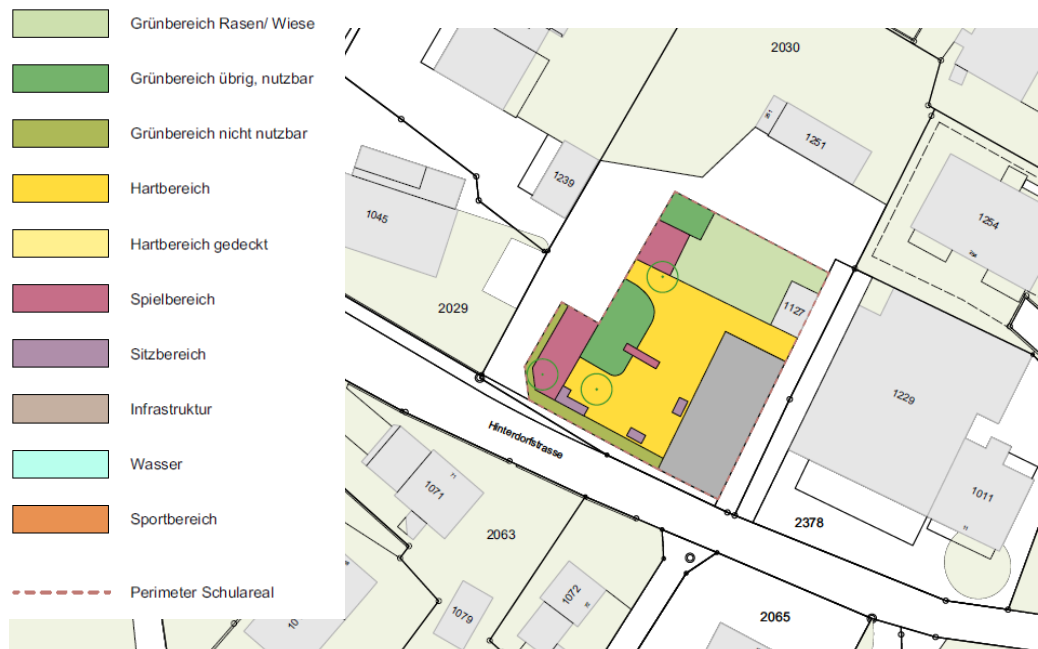 Grünbereich Rasen/ Wiese
Grünbereich übrig, nutzbar
Grünbereich nicht nutzbar
Hartbereich
Hartbereich gedeckt
Spielbereich
Sitzbereich
Infrastruktur
Wasser
Sportbereich
Perimeter Schulareal
2030
1251
1239
1045
1254
2029
1127
1229
Hinterdorfstrasse
1071
1011
2063
2378
1072
1079
2065